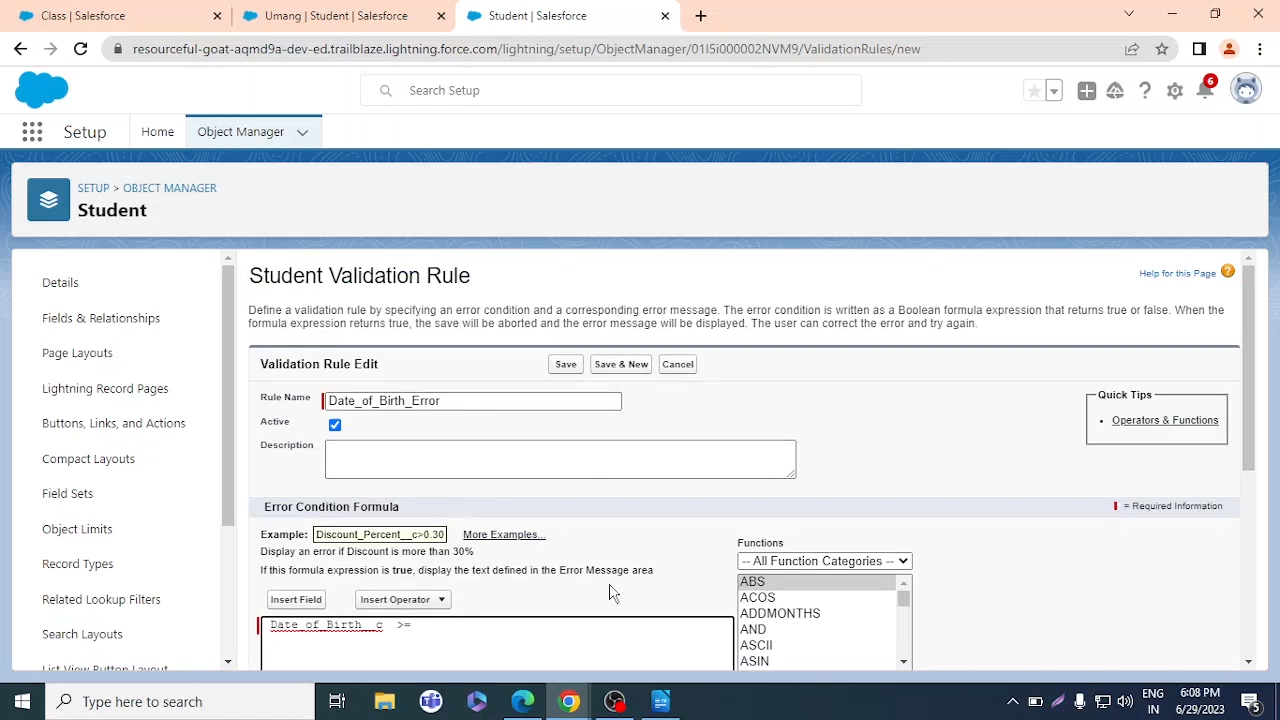 Class | Salesforce
Umang | Student | Salesforce
Student | Salesforce
resourceful-goat-aqmd9a-dev-ed.trailblaze.lightning.force.com/lightning/setup/ObjectManager/01I5i000002NVM9/ValidationRules/new
Search Setup
6
Setup
Home
Object Manager
SETUP > OBJECT MANAGER
Student
Details
Fields & Relationships
Page Layouts
Lightning Record Pages
Buttons, Links, and Actions
Compact Layouts
Field Sets
Object Limits
Record Types
Related Lookup Filters
Search Layouts
List View Button Layout
Student Validation Rule
Help for this Page
Define a validation rule by specifying an error condition and a corresponding error message. The error condition is written as a Boolean formula expression that returns true or false. When the
formula expression returns true, the save will be aborted and the error message will be displayed. The user can correct the error and try again.
Validation Rule Edit
Save
Save & New
Cancel
Rule Name
Date_of_Birth_Error
Active
Description
Quick Tips
• Operators & Functions
Error Condition Formula
= Required Information
Example: Discount_Percent__c>0.30 More Examples...
Display an error if Discount is more than 30%
If this formula expression is true, display the text defined in the Error Message area
Insert Field
Insert Operator
Date_of_Birth__c >=
Functions
-- All Function Categories --
ABS
ACOS
ADDMONTHS
AND
ASCII
ASIN
Type here to search
ENG
IN
6:08 PM
6/29/2023
5